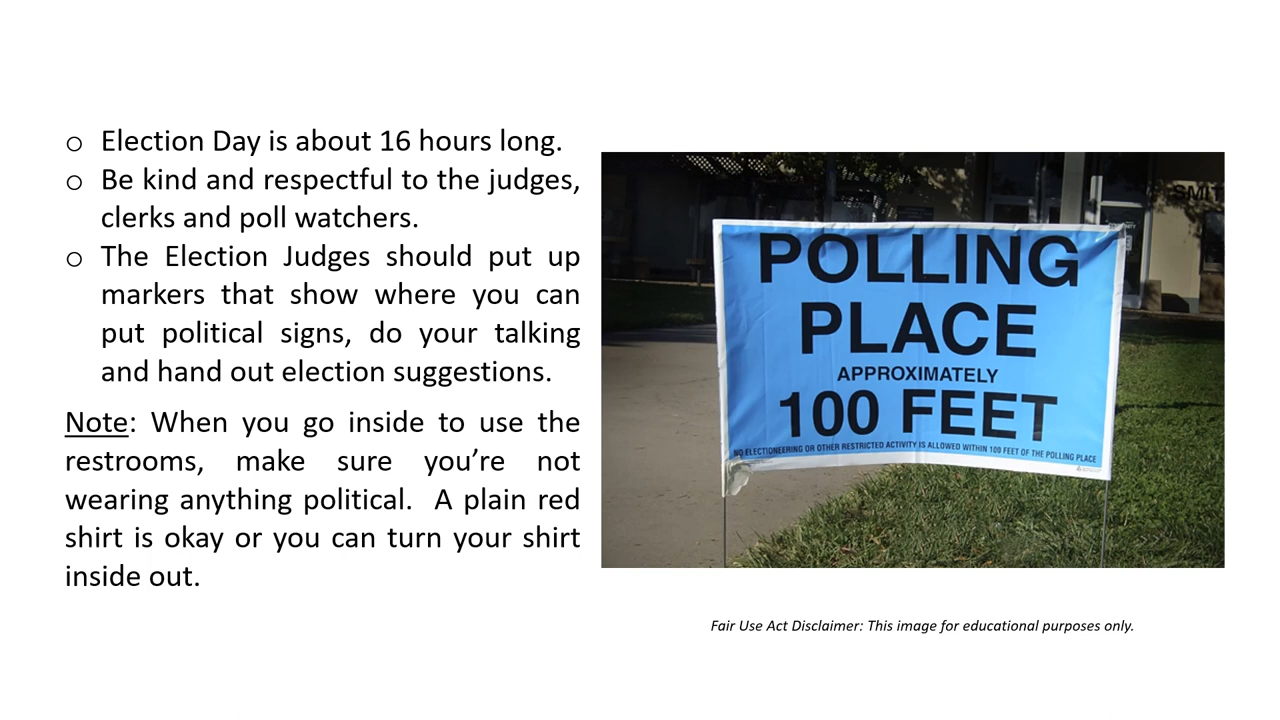 ○ Election Day is about 16 hours long.
○ Be kind and respectful to the judges,
clerks and poll watchers.
○ The Election Judges should put up
markers that show where you can
put political signs, do your talking
and hand out election suggestions.
Note: When you go inside to use the
restrooms, make sure you’re not
wearing anything political.  A plain red
shirt is okay or you can turn your shirt
inside out.
SMIT
POLLING
PLACE
APPROXIMATELY
100 FEET
NO ELECTIONEERING OR OTHER RESTRICTED ACTIVITY IS ALLOWED WITHIN 100 FEET OF THE POLLING PLACE
Fair Use Act Disclaimer: This image for educational purposes only.